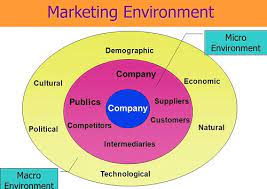 Marketing Environment
Micro
Environment
Demographic
Company
Cultural
Economic
Publics
Suppliers
Company
Customers
Competitors
Political
Natural
Intermediaries
Technological
Macro
Environment